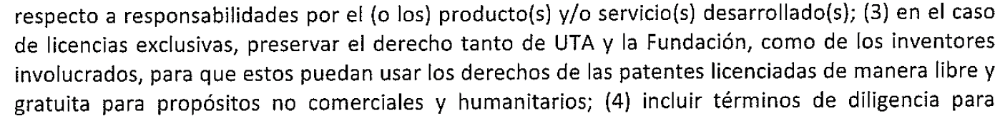 respecto a responsabilidades por el (o los) producto(s) y/o servicio(s) desarrollado(s); (3) en el caso
de licencias exclusivas, preservar el derecho tanto de UTA y la Fundación, como de los inventores
involucrados, para que estos puedan usar los derechos de las patentes licenciadas de manera libre y
gratuita para propósitos no comerciales y humanitarios; (4) incluir términos de diligencia para